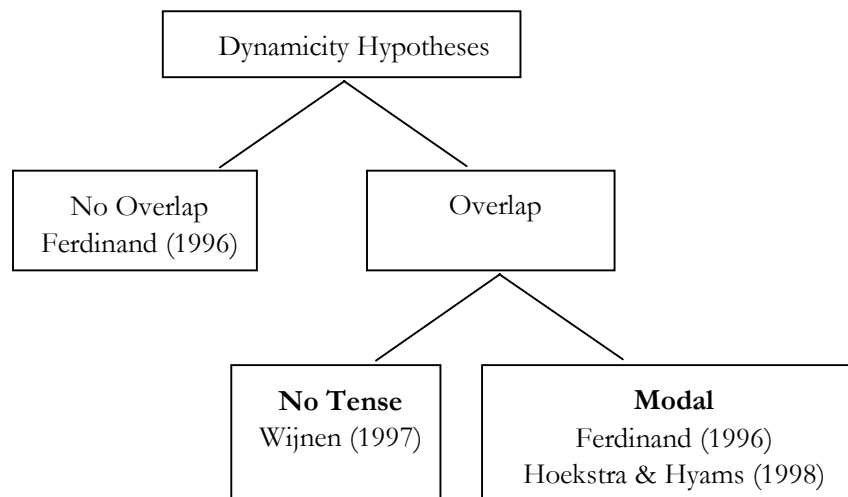 Dynamicity Hypotheses
No Overlap
Ferdinand (1996)
Overlap
No Tense
Wijnen (1997)
Modal
Ferdinand (1996)
Hoekstra & Hyams (1998)